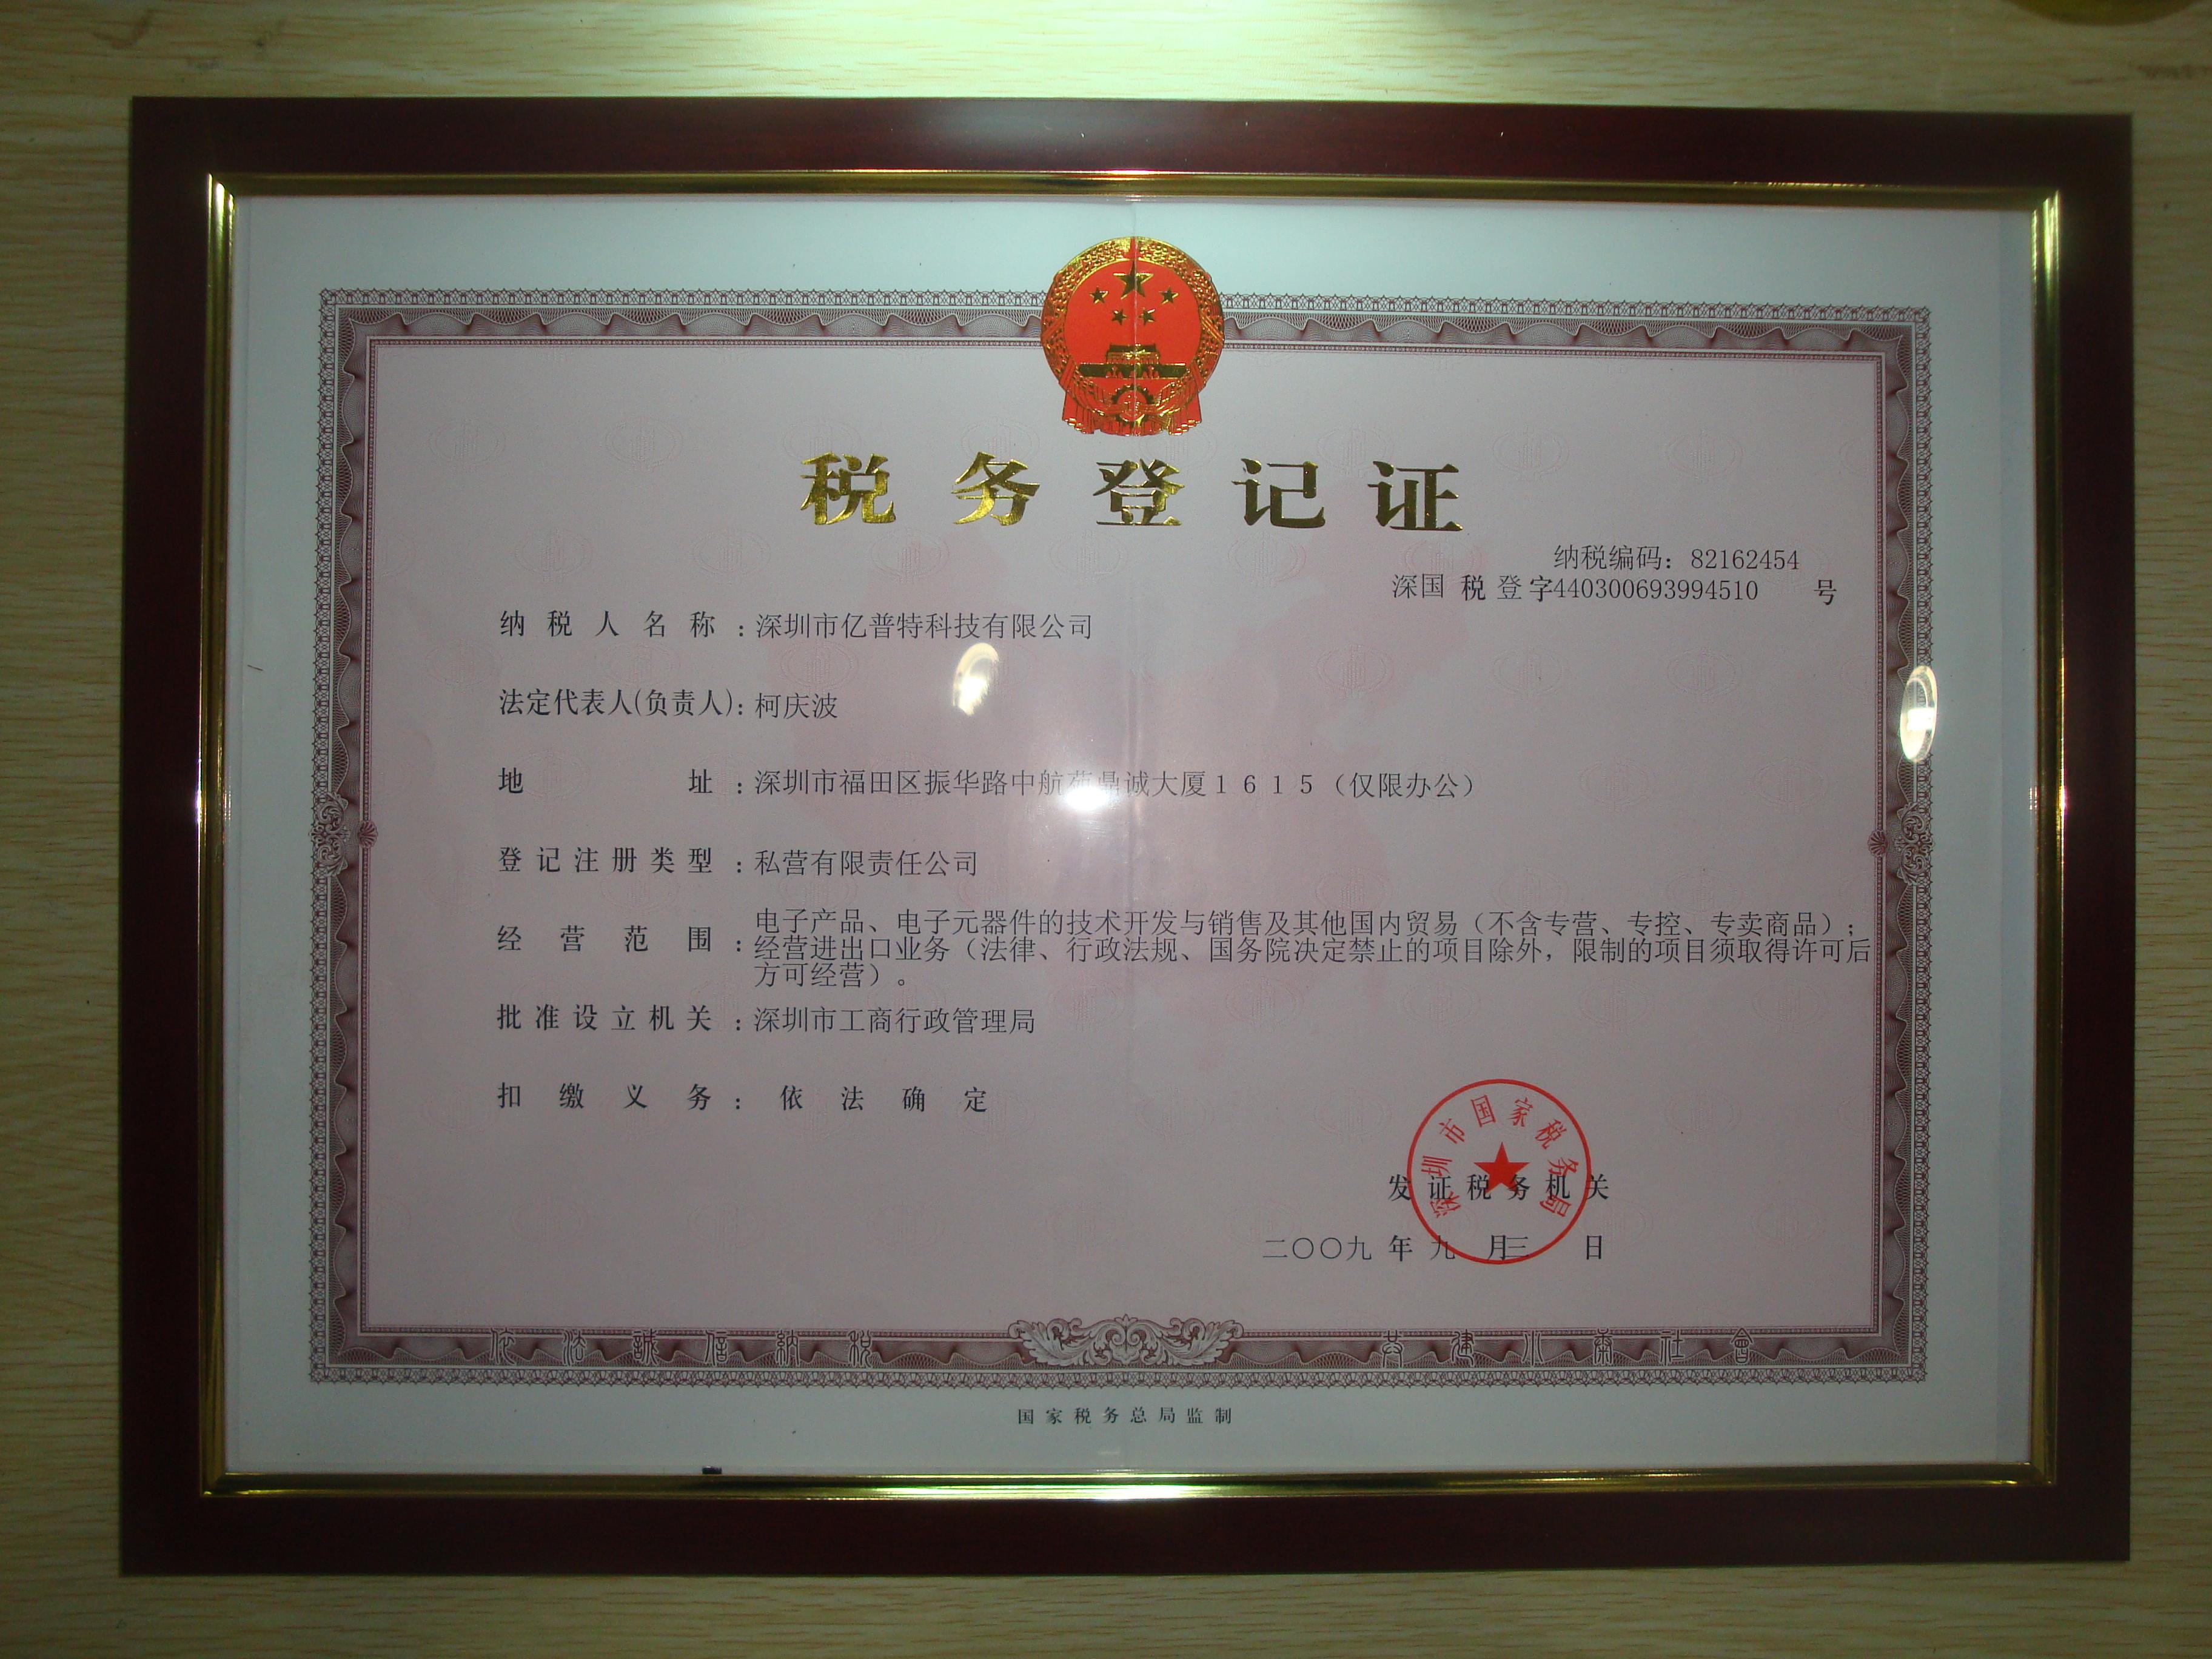 税务登记证
纳税编码：82162454
深国税登字440300693994510号
纳税人名称：深圳市亿普特科技有限公司
法定代表人(负责人)：柯庆波
地址：深圳市福田区振华路中航苑鼎诚大厦１６１５（仅限办公）
登记注册类型：私营有限责任公司
经营范围：电子产品、电子元器件的技术开发与销售及其他国内贸易（不含专营、专控、专卖商品）；
经营进出口业务（法律、行政法规、国务院决定禁止的项目除外，限制的项目须取得许可后
方可经营）。
批准设立机关：深圳市工商行政管理局
扣缴义务：依法确定
深圳市国家税务局
发证税务机关
二〇〇九年九月三日
依法誠信納税 共建小康社會
国家税务总局监制